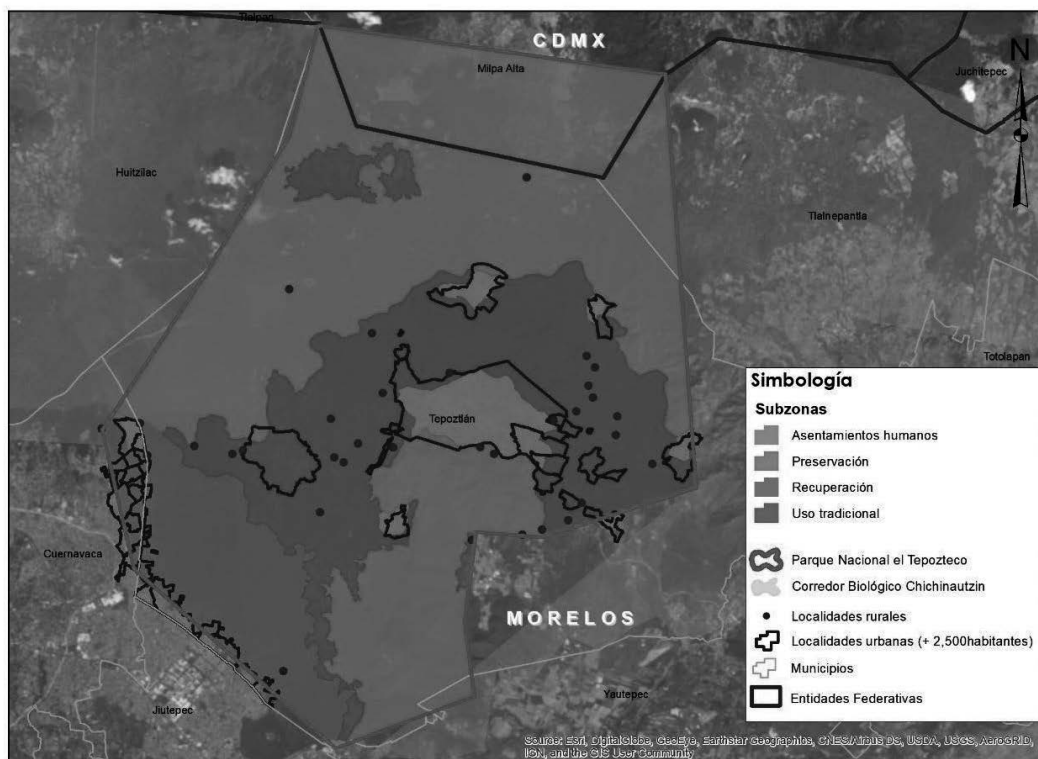 Tlalpan
CDMX
N
Milpa Alta
Juchitepec
Huitzilac
Tlalnepantla
Totolapan
Tepoztlán
Cuernavaca
MORELOS
Jiutepec
Yautepec
Simbología
Subzonas
Asentamientos humanos
Preservación
Recuperación
Uso tradicional
Parque Nacional el Tepozteco
Corredor Biológico Chichinautzin
Localidades rurales
Localidades urbanas (+ 2,500habitantes)
Municipios
Entidades Federativas
Source: Esri, DigitalGlobe, GeoEye, Earthstar Geographics, CNES/Airbus DS, USDA, USGS, AeroGRID,
IGN, and the GIS User Community